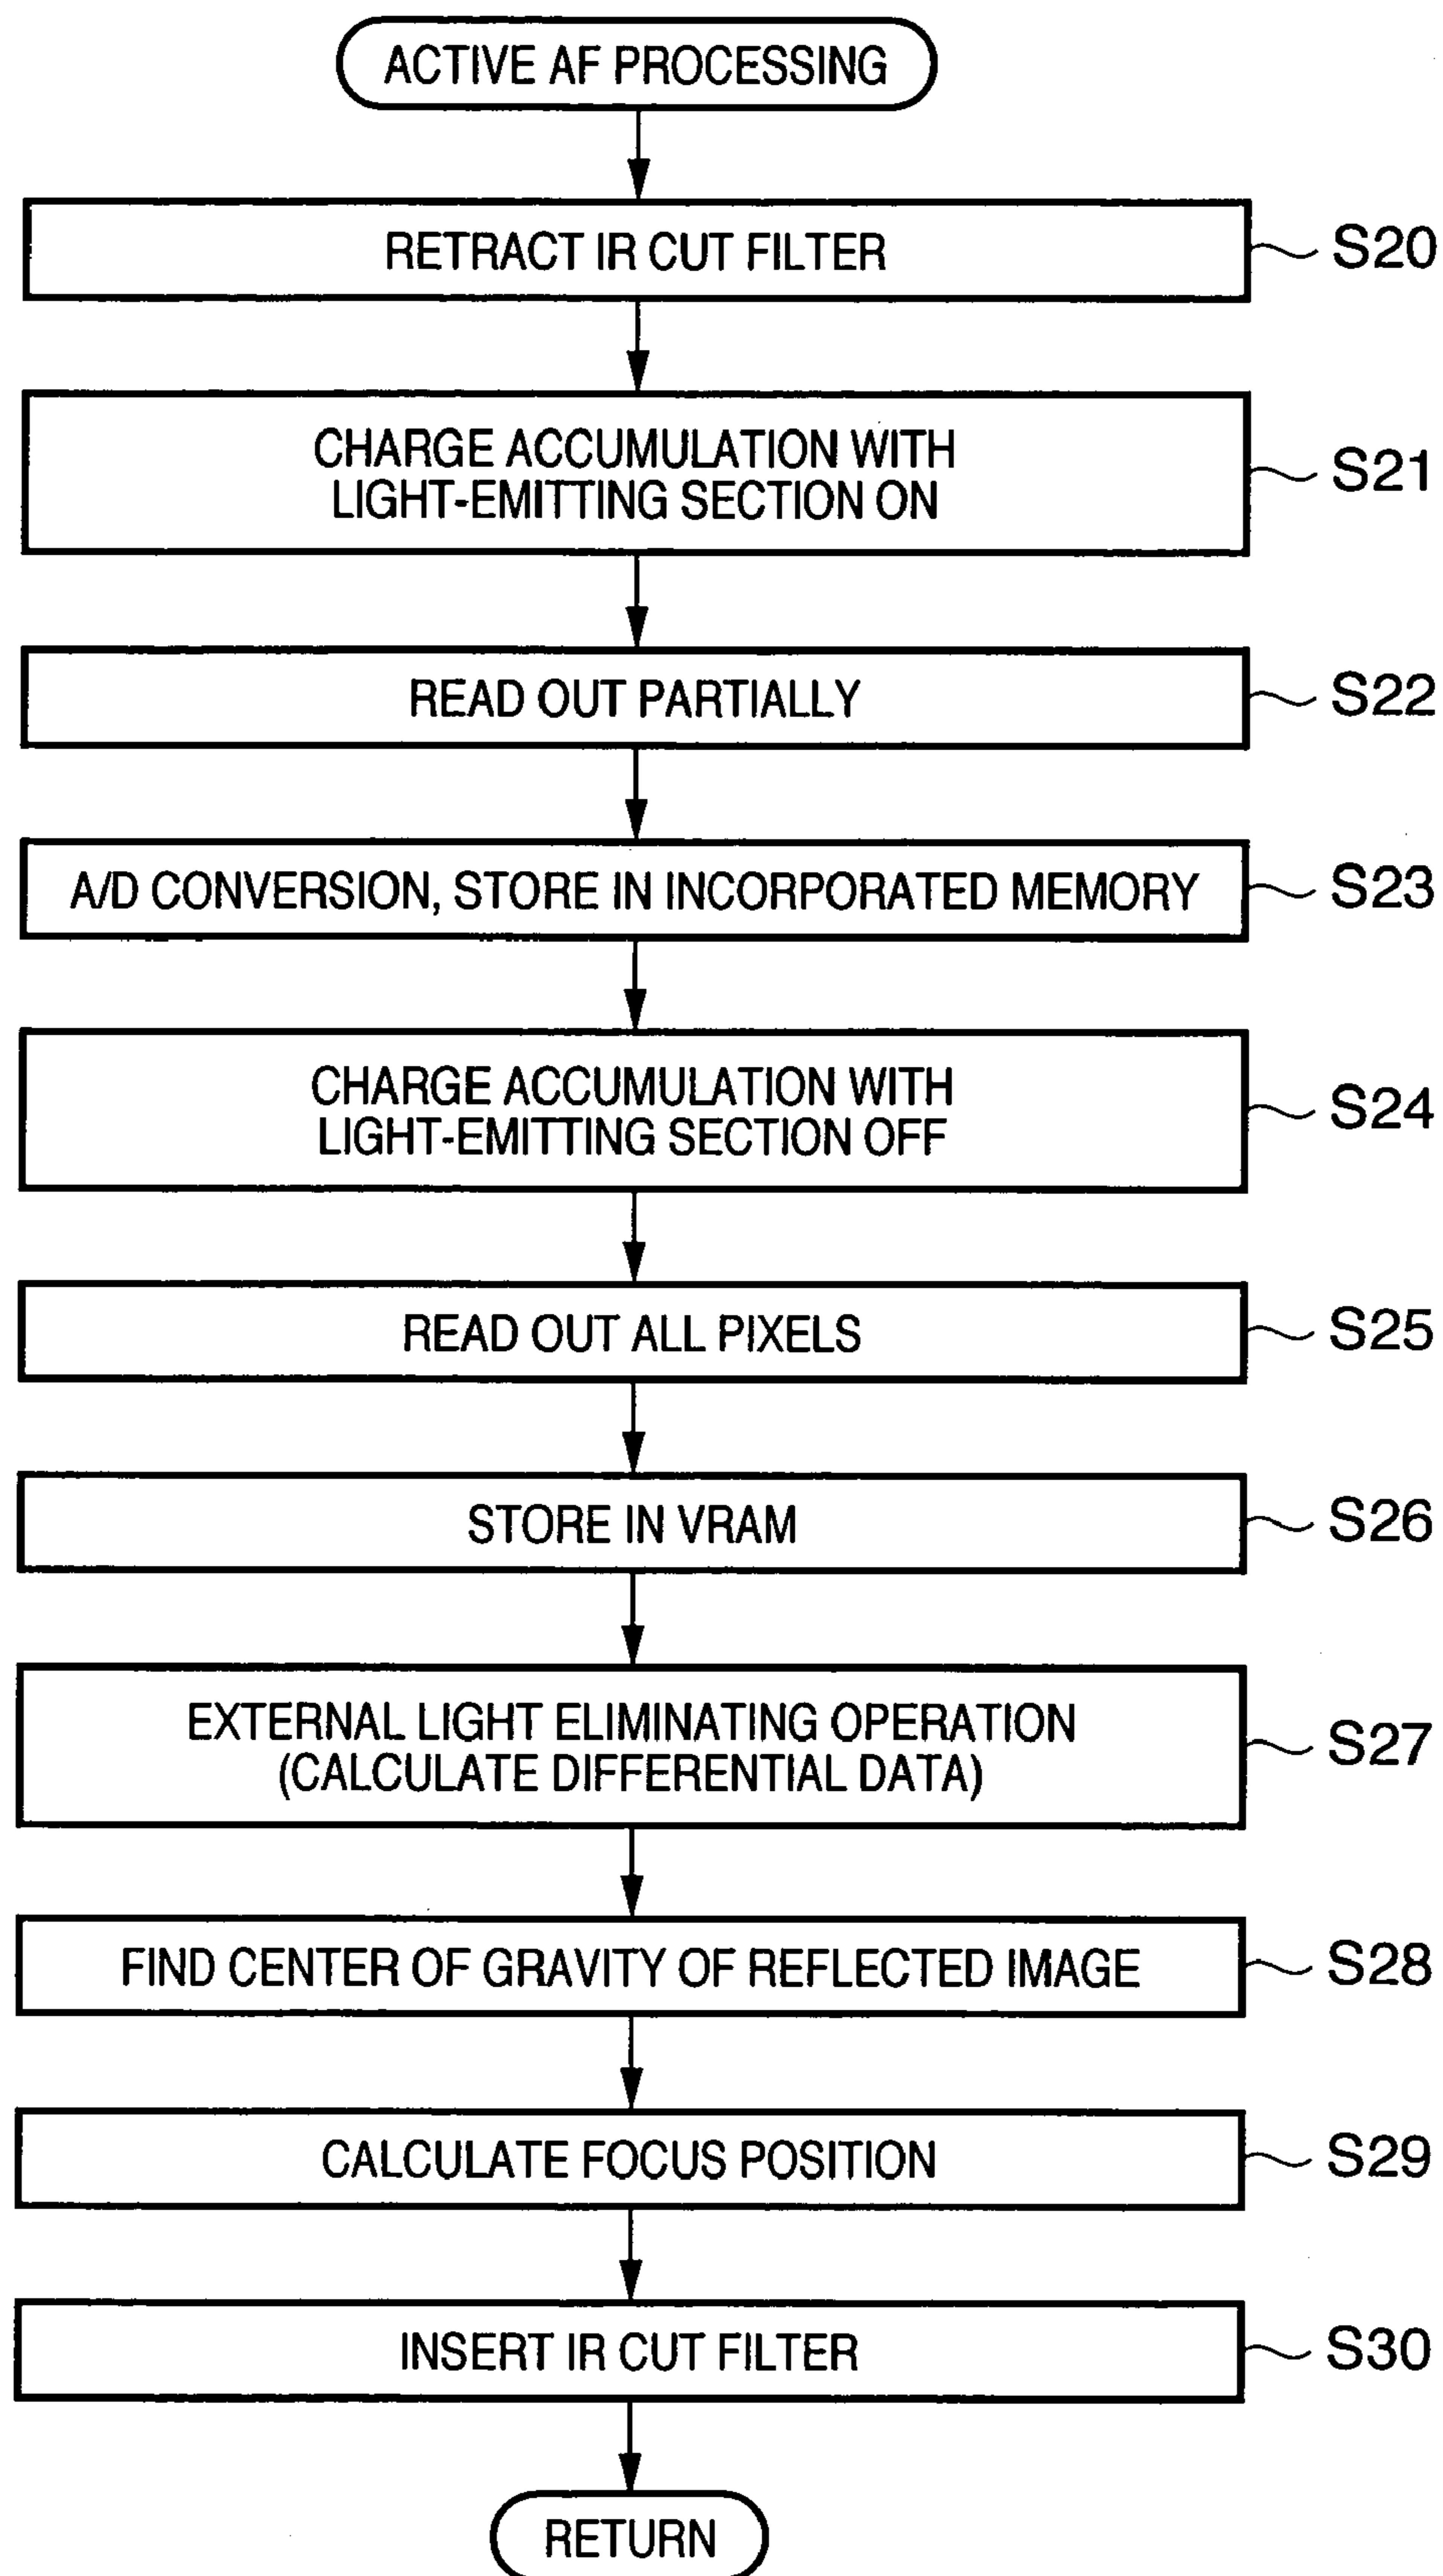 ACTIVE AF PROCESSING
RETRACT IR CUT FILTER
S20
CHARGE ACCUMULATION WITH
LIGHT-EMITTING SECTION ON
S21
READ OUT PARTIALLY
S22
A/D CONVERSION, STORE IN INCORPORATED MEMORY
S23
CHARGE ACCUMULATION WITH
LIGHT-EMITTING SECTION OFF
S24
READ OUT ALL PIXELS
S25
STORE IN VRAM
S26
EXTERNAL LIGHT ELIMINATING OPERATION
(CALCULATE DIFFERENTIAL DATA)
S27
FIND CENTER OF GRAVITY OF REFLECTED IMAGE
S28
CALCULATE FOCUS POSITION
S29
INSERT IR CUT FILTER
S30
RETURN